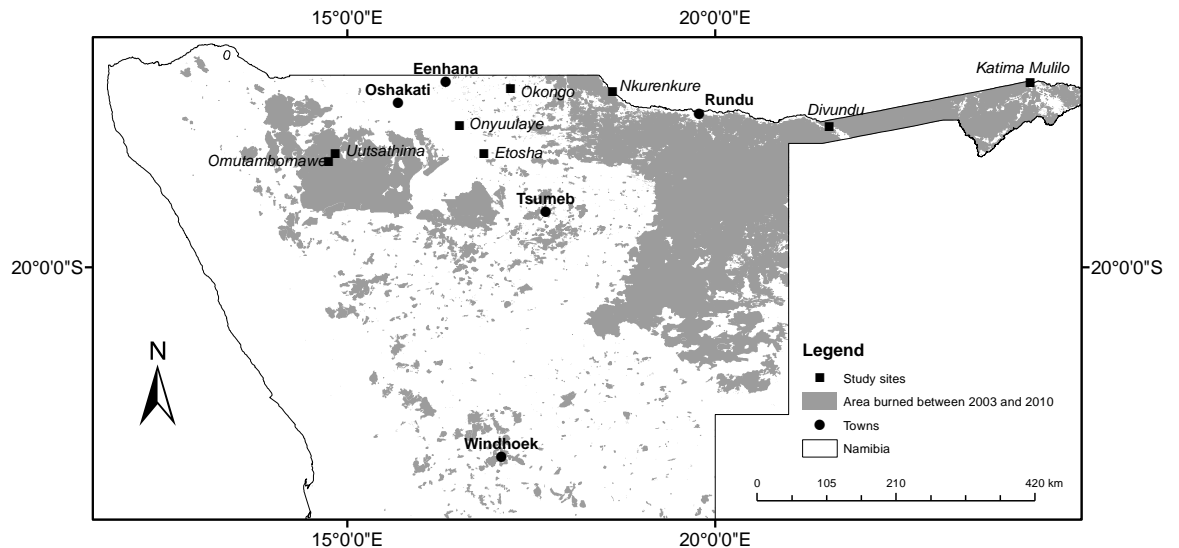 15°0'0"E 20°0'0"E
0
Katima Mulilo
Eenhana
Oshakati
Okongo
Nkurenkure
Rundu
Divundu
Onyuulaye
Uutsathima
Omutambomawe
Etosha
Tsumeb
20°0'0"S 20°0'0"S
N
Legend
Study sites
Area burned between 2003 and 2010
Towns
Namibia
Windhoek
0 105 210 420 km
15°0'0"E 20°0'0"E